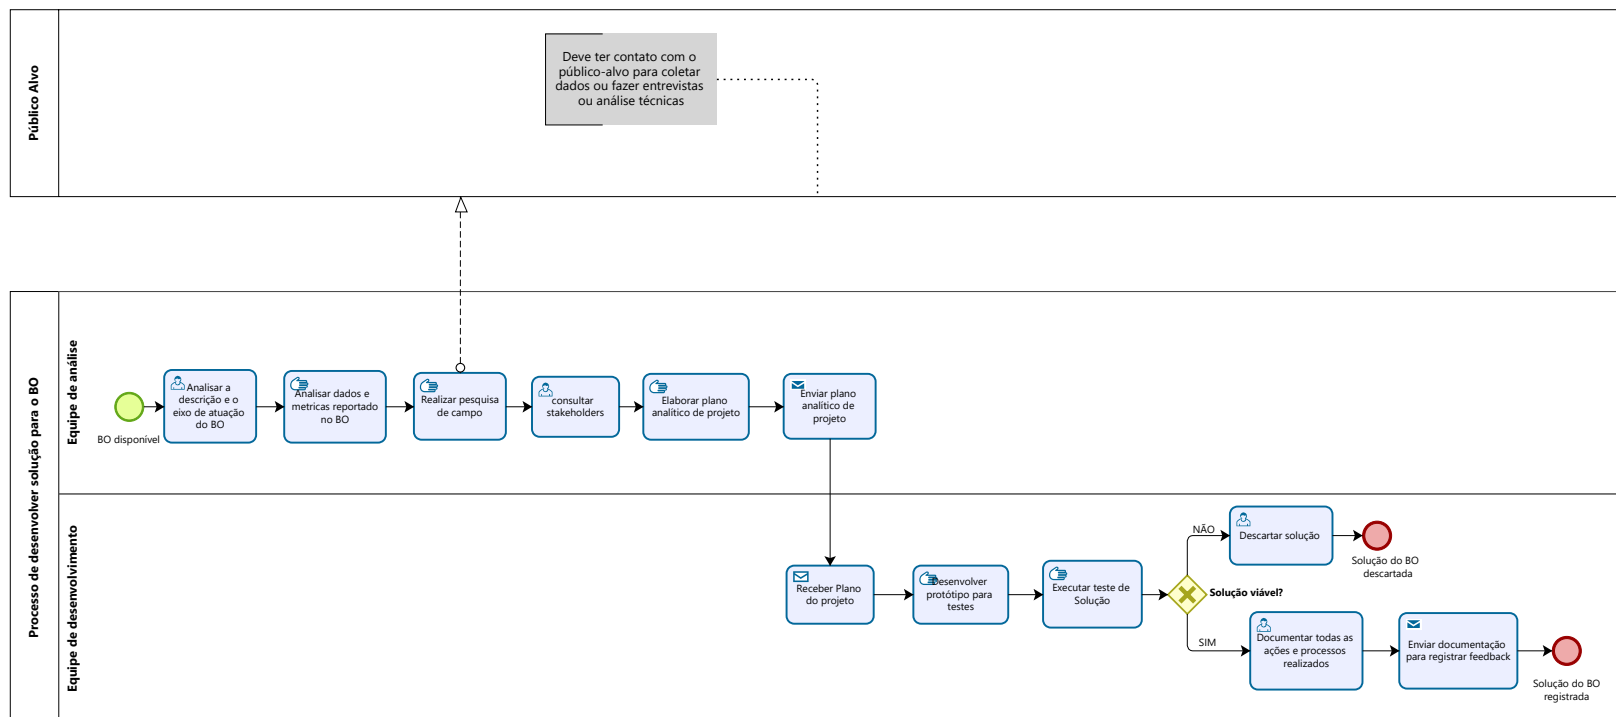 Público Alvo
Deve ter contato com o
público-alvo para coletar
dados ou fazer entrevistas
ou análise técnicas
Processo de desenvolver solução para o BO
Equipe de análise
BO disponível
Analisar a
descrição e o
eixo de atuação
do BO
Analisar dados e
metricas reportado
no BO
Realizar pesquisa
de campo
consultar
stakeholders
Elaborar plano
analítico de projeto
Enviar plano
analítico de
projeto
Equipe de desenvolvimento
Receber Plano
do projeto
Desenvolver
protótipo para
testes
Executar teste de
Solução
Solução viável?
NÃO
Descartar solução
Solução do BO
descartada
SIM
Documentar todas as
ações e processos
realizados
Enviar documentação
para registrar feedback
Solução do BO
registrada